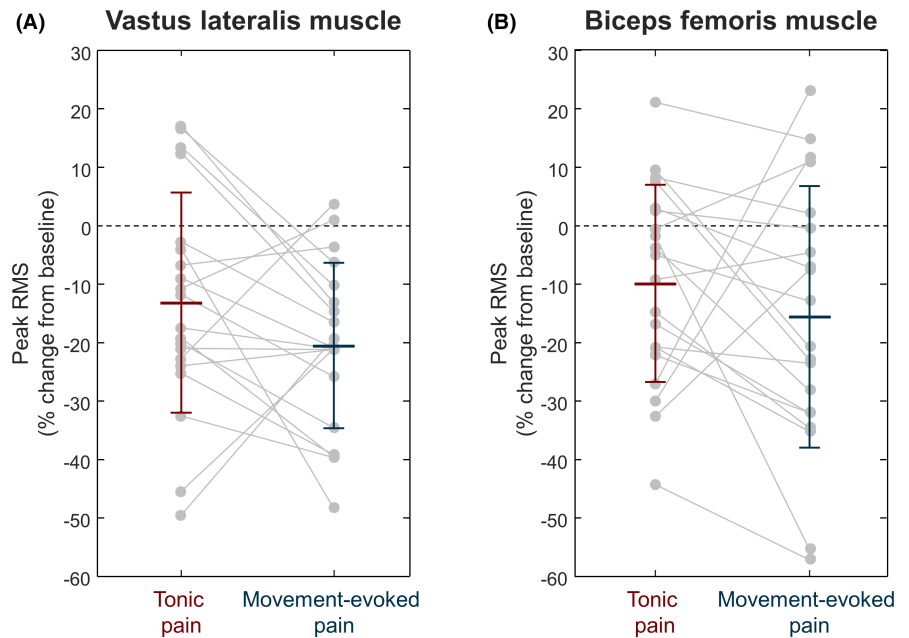 (A) Vastus lateralis muscle
30
20
10
0
-10
-20
-30
-40
-50
-60
Peak RMS
(% change from baseline)
Tonic
pain
Movement-evoked
pain
(B) Biceps femoris muscle
30
20
10
0
-10
-20
-30
-40
-50
-60
Peak RMS
(% change from baseline)
Tonic
pain
Movement-evoked
pain